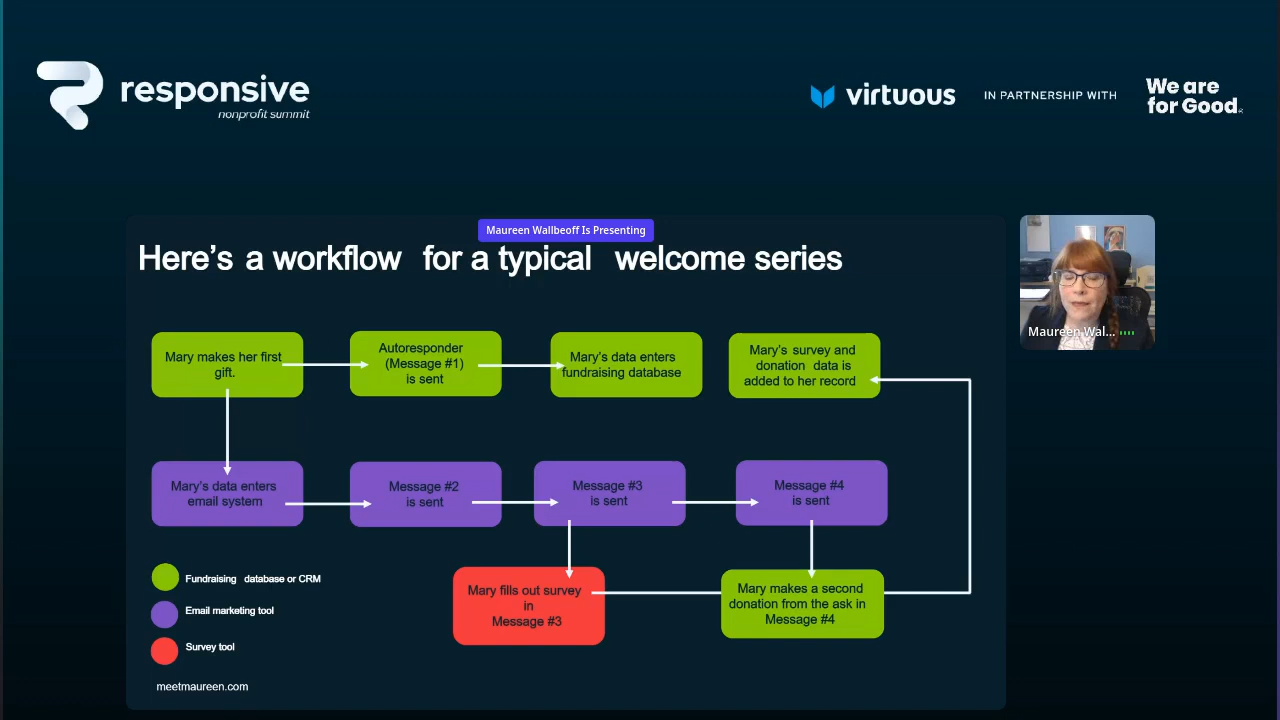 responsive
nonprofit summit
virtuous
IN PARTNERSHIP WITH
We are
for Good
Maureen Wallbeoff Is Presenting
Here's a workflow for a typical welcome series
Mary makes her first
gift.
Autoresponder
(Message #1)
is sent
Mary's data enters
fundraising database
Mary's survey and
donation data is
added to her record
Mary's data enters
email system
Message #2
is sent
Message #3
is sent
Message #4
is sent
Mary fills out survey
in
Message #3
Mary makes a second
donation from the ask in
Message #4
Fundraising database or CRM
Email marketing tool
Survey tool
meetmaureen.com
Maureen Wal...